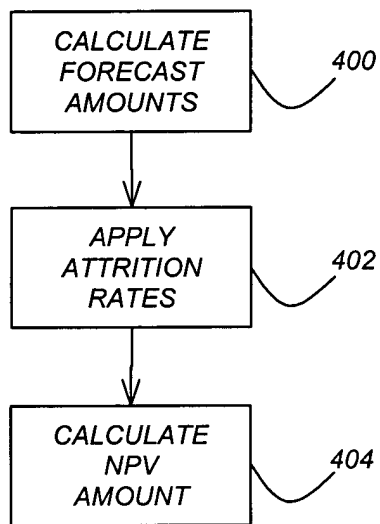 CALCULATE
FORECAST
AMOUNTS
400
APPLY
ATTRITION
RATES
402
CALCULATE
NPV
AMOUNT
404